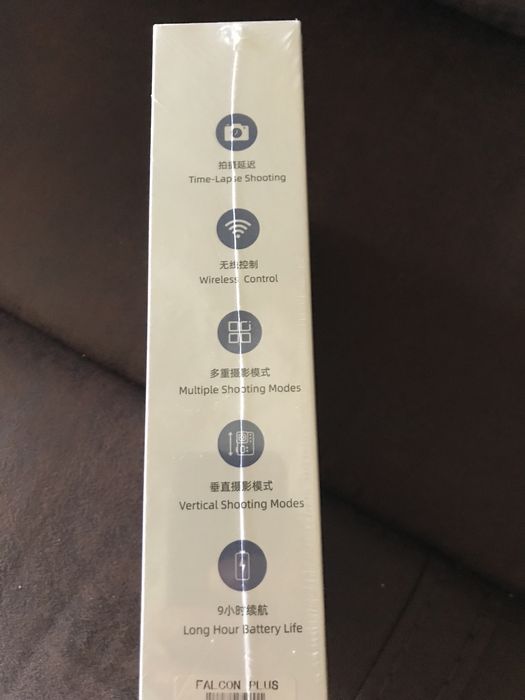 拍摄延迟
Time-Lapse Shooting
无线控制
Wireless Control
多重摄影模式
Multiple Shooting Modes
垂直摄影模式
Vertical Shooting Modes
9小时续航
Long Hour Battery Life
FALCON PLUS